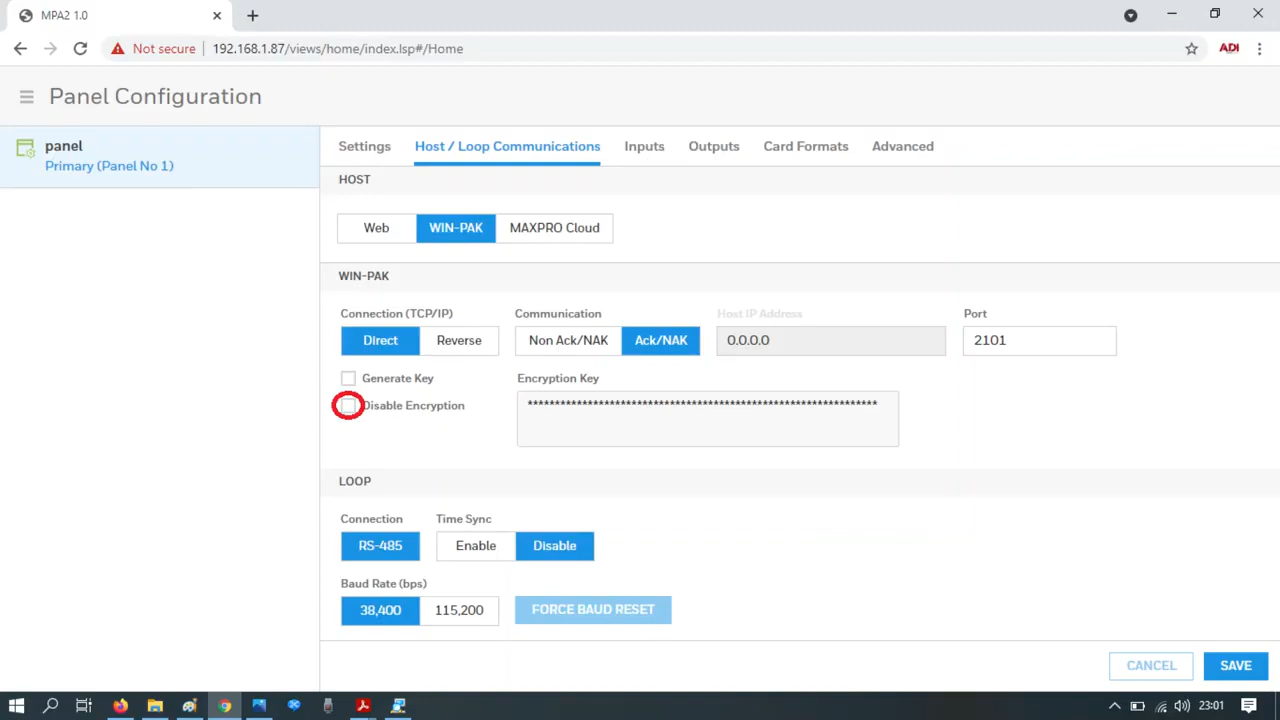 MPA2 1.0
Not secure 192.168.1.87/views/home/index.lsp#/Home
ADI
Panel Configuration
panel
Primary (Panel No 1)
Settings Host / Loop Communications Inputs Outputs Card Formats Advanced
HOST
Web WIN-PAK MAXPRO Cloud
WIN-PAK
Connection (TCP/IP) Communication Host IP Address Port
Direct Reverse Non Ack/NAK Ack/NAK 0.0.0.0 2101
Generate Key Encryption Key
Disable Encryption ****************************************************************
LOOP
Connection Time Sync
RS-485 Enable Disable
Baud Rate (bps)
38,400 115,200 FORCE BAUD RESET
CANCEL SAVE
23:01